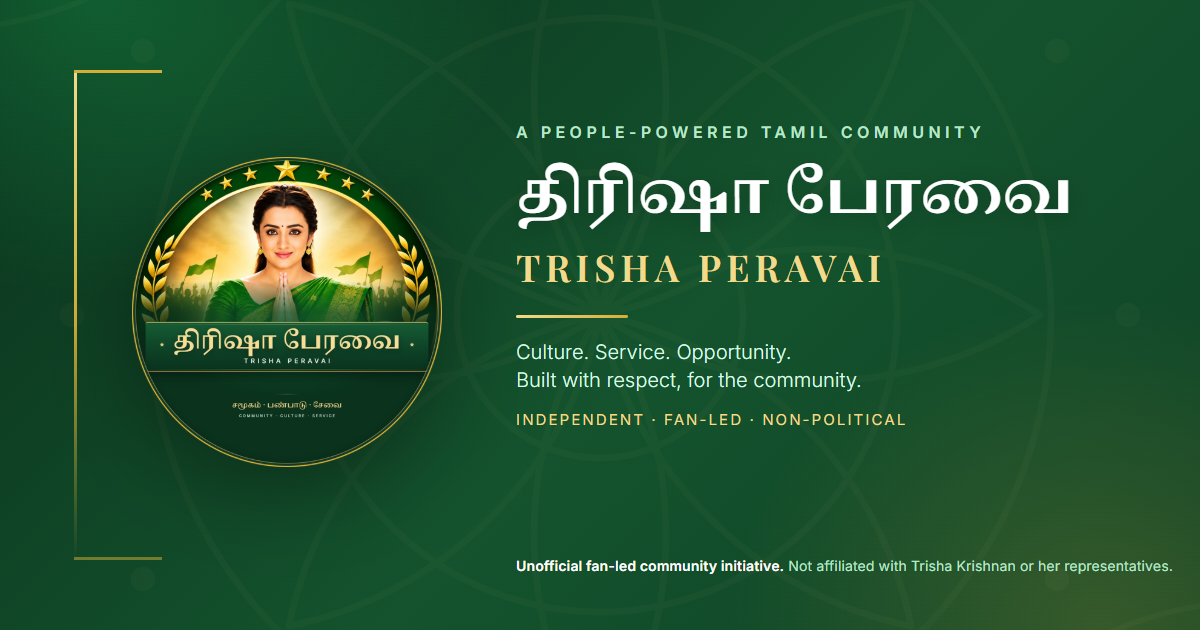 திரிஷா பேரவை
TRISHA PERAVAI
சமூகம் · பண்பாடு · சேவை
COMMUNITY · CULTURE · SERVICE
A PEOPLE-POWERED TAMIL COMMUNITY
திரிஷா பேரவை
TRISHA PERAVAI
Culture. Service. Opportunity.
Built with respect, for the community.
INDEPENDENT · FAN-LED · NON-POLITICAL
Unofficial fan-led community initiative. Not affiliated with Trisha Krishnan or her representatives.